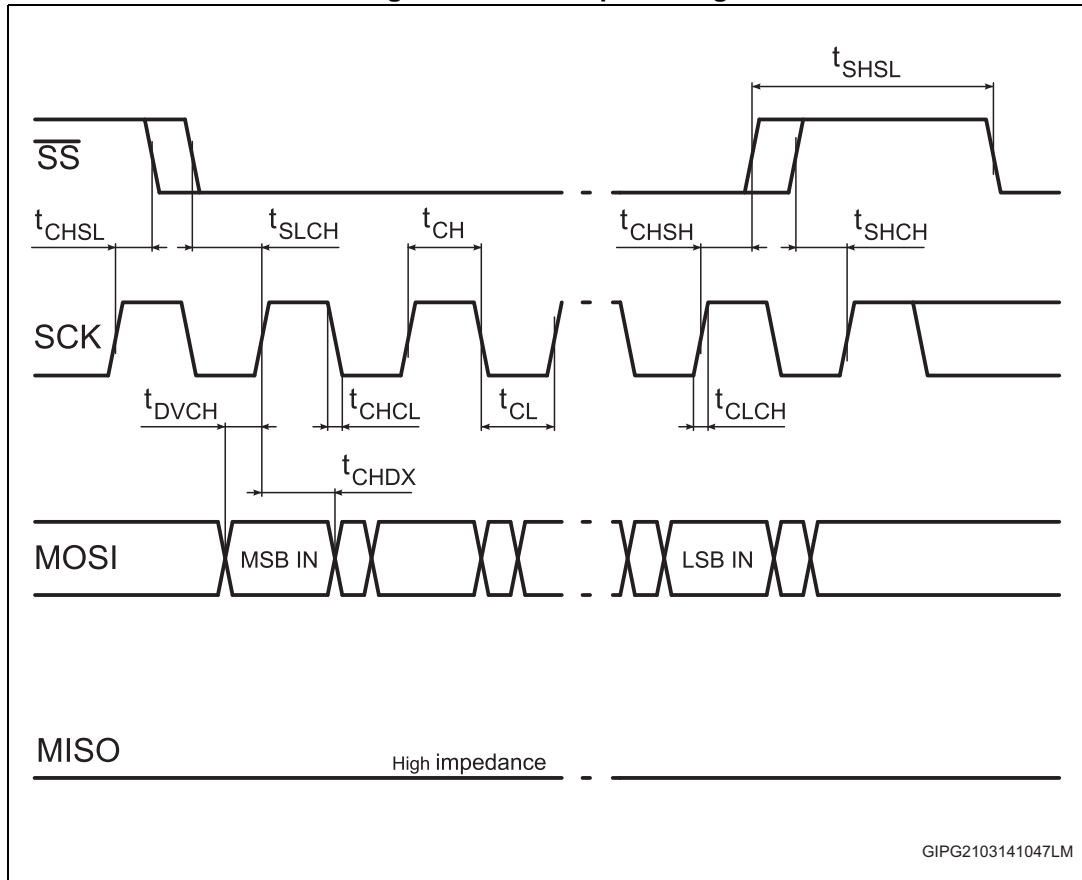 tSHSL
SS
tCHSL
tSLCH
tCH
tCHSH
tSHCH
SCK
tDVCH
tCHCL
tCL
tCLCH
tCHDX
MOSI
MSB IN
LSB IN
MISO
High impedance
GIPG2103141047LM